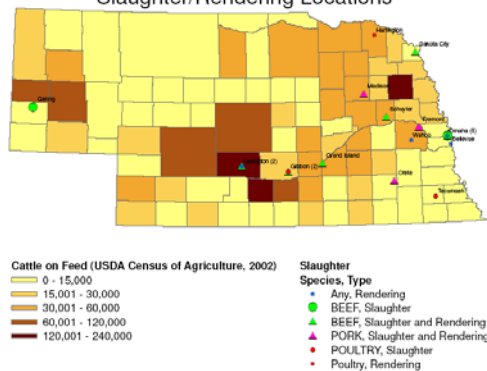 Slaughter/Rendering Locations
Hartington
Dakota City
Madison
Gering
Schuyler
Fremont
Omaha (6)
Wahoo
Bellevue
Lexington (2)
Gibbon (2)
Grand Island
Crete
Tecumseh
Cattle on Feed (USDA Census of Agriculture, 2002)
0 - 15,000
15,001 - 30,000
30,001 - 60,000
60,001 - 120,000
120,001 - 240,000
Slaughter
Species, Type
Any, Rendering
BEEF, Slaughter
BEEF, Slaughter and Rendering
PORK, Slaughter and Rendering
POULTRY, Slaughter
Poultry, Rendering